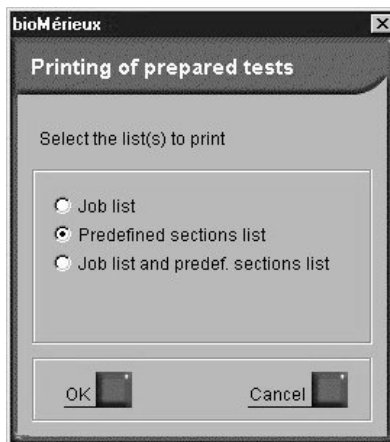 bioMérieux
Printing of prepared tests
Select the list(s) to print
Job list
Predefined sections list
Job list and predef. sections list
OK
Cancel